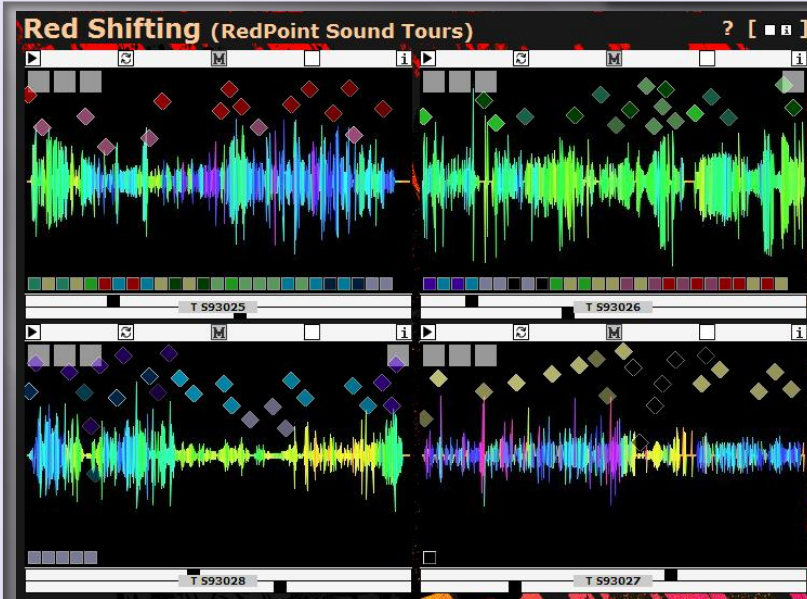 Red Shifting (RedPoint Sound Tours) ? [ i ]
M i M i
T S93025 T S93026
M i M
T S93028 T S93027